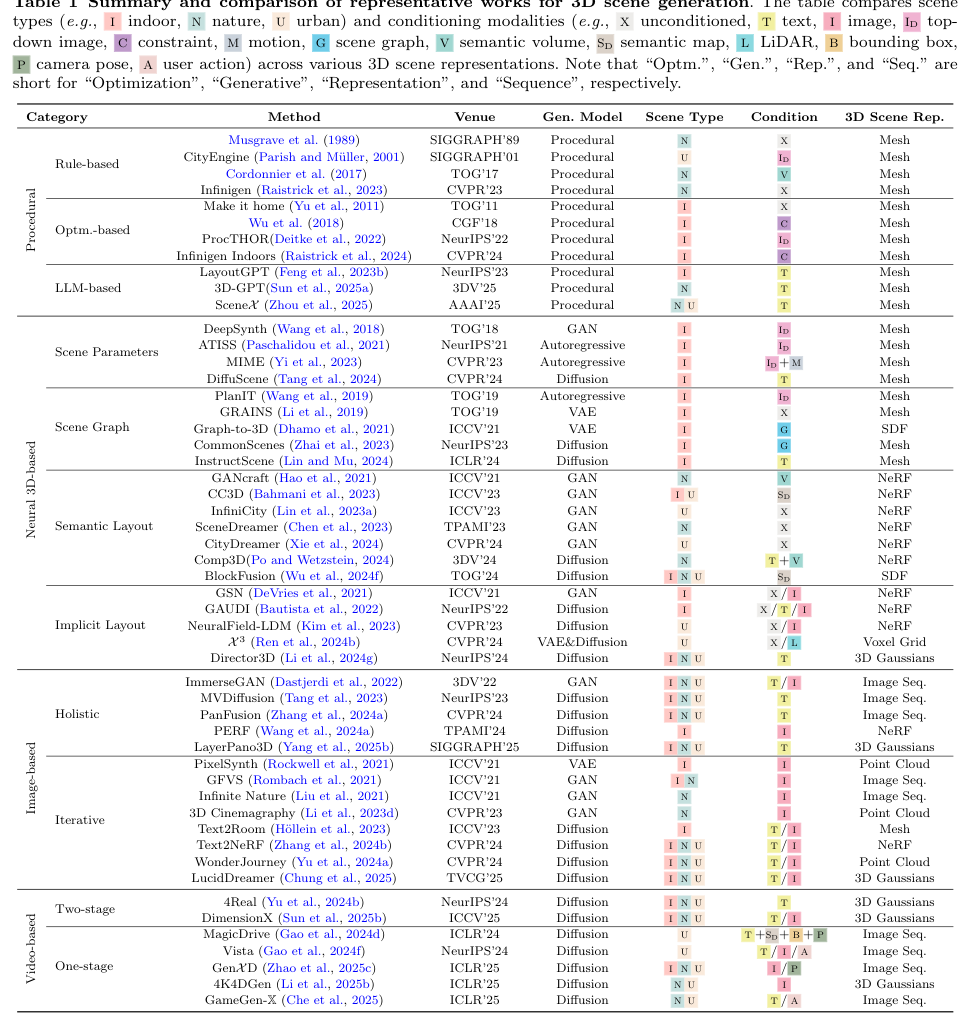 Table 1 Summary and comparison of representative works for 3D scene generation. The table compares scene
types (e.g., I indoor, N nature, U urban) and conditioning modalities (e.g., X unconditioned, T text, I image, I_D top-
down image, C constraint, M motion, G scene graph, V semantic volume, S_D semantic map, L LiDAR, B bounding box,
P camera pose, A user action) across various 3D scene representations. Note that “Optm.”, “Gen.”, “Rep.”, and “Seq.” are
short for “Optimization”, “Generative”, “Representation”, and “Sequence”, respectively.
Category Method Venue Gen. Model Scene Type Condition 3D Scene Rep.
Procedural
Rule-based
Musgrave et al. (1989) SIGGRAPH’89 Procedural N X Mesh
CityEngine (Parish and Müller, 2001) SIGGRAPH’01 Procedural U I_D Mesh
Cordonnier et al. (2017) TOG’17 Procedural N V Mesh
Infinigen (Raistrick et al., 2023) CVPR’23 Procedural N X Mesh
Optm.-based
Make it home (Yu et al., 2011) TOG’11 Procedural I X Mesh
Wu et al. (2018) CGF’18 Procedural I C Mesh
ProcTHOR(Deitke et al., 2022) NeurIPS’22 Procedural I I_D Mesh
Infinigen Indoors (Raistrick et al., 2024) CVPR’24 Procedural I C Mesh
LLM-based
LayoutGPT (Feng et al., 2023b) NeurIPS’23 Procedural I T Mesh
3D-GPT(Sun et al., 2025a) 3DV’25 Procedural N T Mesh
SceneX (Zhou et al., 2025) AAAI’25 Procedural N U T Mesh
Neural 3D-based
Scene Parameters
DeepSynth (Wang et al., 2018) TOG’18 GAN I I_D Mesh
ATISS (Paschalidou et al., 2021) NeurIPS’21 Autoregressive I I_D Mesh
MIME (Yi et al., 2023) CVPR’23 Autoregressive I I_D+M Mesh
DiffuScene (Tang et al., 2024) CVPR’24 Diffusion I T Mesh
Scene Graph
PlanIT (Wang et al., 2019) TOG’19 Autoregressive I I_D Mesh
GRAINS (Li et al., 2019) TOG’19 VAE I X Mesh
Graph-to-3D (Dhamo et al., 2021) ICCV’21 VAE I G SDF
CommonScenes (Zhai et al., 2023) NeurIPS’23 Diffusion I G Mesh
InstructScene (Lin and Mu, 2024) ICLR’24 Diffusion I T Mesh
Semantic Layout
GANcraft (Hao et al., 2021) ICCV’21 GAN N V NeRF
CC3D (Bahmani et al., 2023) ICCV’23 GAN I U S_D NeRF
InfiniCity (Lin et al., 2023a) ICCV’23 GAN U X NeRF
SceneDreamer (Chen et al., 2023) TPAMI’23 GAN N X NeRF
CityDreamer (Xie et al., 2024) CVPR’24 GAN U X NeRF
Comp3D(Po and Wetzstein, 2024) 3DV’24 Diffusion N T+V NeRF
BlockFusion (Wu et al., 2024f) TOG’24 Diffusion I N U S_D SDF
Implicit Layout
GSN (DeVries et al., 2021) ICCV’21 GAN I X/I NeRF
GAUDI (Bautista et al., 2022) NeurIPS’22 Diffusion I X/T/I NeRF
NeuralField-LDM (Kim et al., 2023) CVPR’23 Diffusion U X/I NeRF
X³ (Ren et al., 2024b) CVPR’24 VAE&Diffusion U X/L Voxel Grid
Director3D (Li et al., 2024g) NeurIPS’24 Diffusion I N U T 3D Gaussians
Image-based
Holistic
ImmerseGAN (Dastjerdi et al., 2022) 3DV’22 GAN I N U T/I Image Seq.
MVDiffusion (Tang et al., 2023) NeurIPS’23 Diffusion I N U T Image Seq.
PanFusion (Zhang et al., 2024a) CVPR’24 Diffusion I N U T Image Seq.
PERF (Wang et al., 2024a) TPAMI’24 Diffusion I I NeRF
LayerPano3D (Yang et al., 2025b) SIGGRAPH’25 Diffusion I N U T 3D Gaussians
Iterative
PixelSynth (Rockwell et al., 2021) ICCV’21 VAE I I Point Cloud
GFVS (Rombach et al., 2021) ICCV’21 GAN I N I Image Seq.
Infinite Nature (Liu et al., 2021) ICCV’21 GAN N I Image Seq.
3D Cinemagraphy (Li et al., 2023d) CVPR’23 GAN N I Point Cloud
Text2Room (Höllein et al., 2023) ICCV’23 Diffusion I T/I Mesh
Text2NeRF (Zhang et al., 2024b) CVPR’24 Diffusion I N U T/I NeRF
WonderJourney (Yu et al., 2024a) CVPR’24 Diffusion I N U T/I Point Cloud
LucidDreamer (Chung et al., 2025) TVCG’25 Diffusion I N U T/I 3D Gaussians
Video-based
Two-stage
4Real (Yu et al., 2024b) NeurIPS’24 Diffusion I N U T 3D Gaussians
DimensionX (Sun et al., 2025b) ICCV’25 Diffusion I N U T/I 3D Gaussians
One-stage
MagicDrive (Gao et al., 2024d) ICLR’24 Diffusion U T+S_D+B+P Image Seq.
Vista (Gao et al., 2024f) NeurIPS’24 Diffusion U T/I/A Image Seq.
GenXD (Zhao et al., 2025c) ICLR’25 Diffusion I N U I/P Image Seq.
4K4DGen (Li et al., 2025b) ICLR’25 Diffusion N U I 3D Gaussians
GameGen-𝕏 (Che et al., 2025) ICLR’25 Diffusion N U T/A Image Seq.